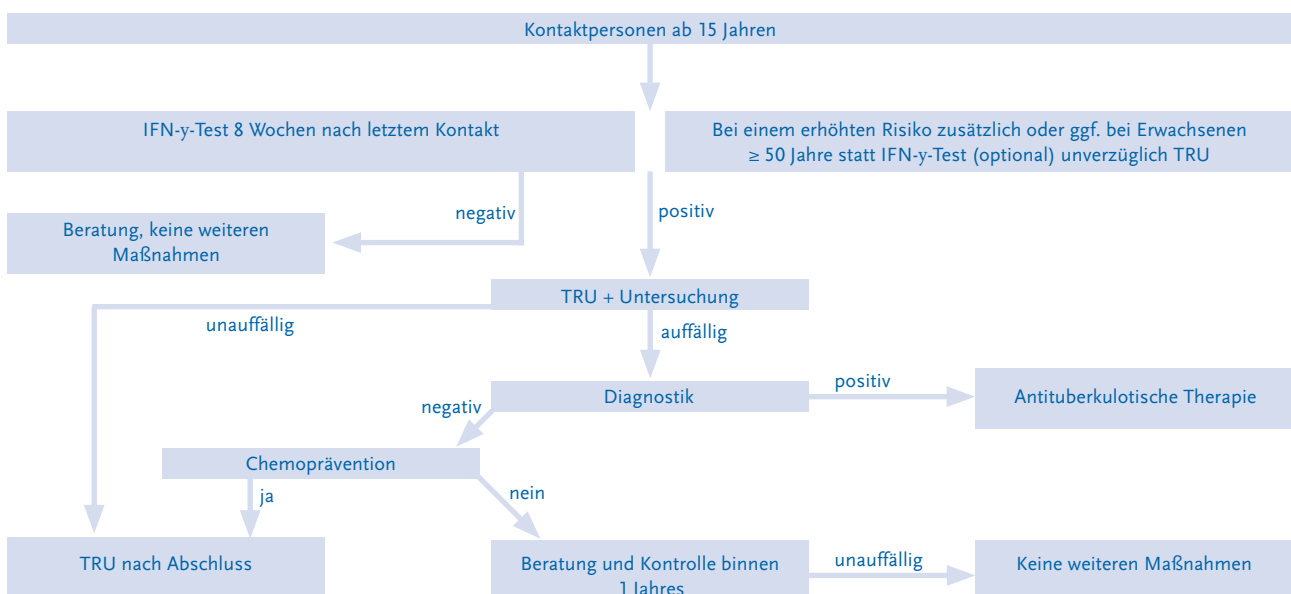 Kontaktpersonen ab 15 Jahren
IFN-y-Test 8 Wochen nach letztem Kontakt
Bei einem erhöhten Risiko zusätzlich oder ggf. bei Erwachsenen
≥ 50 Jahre statt IFN-y-Test (optional) unverzüglich TRU
negativ
positiv
Beratung, keine weiteren
Maßnahmen
TRU + Untersuchung
unauffällig
auffällig
Diagnostik
positiv
Antituberkulotische Therapie
negativ
Chemoprävention
ja
nein
TRU nach Abschluss
Beratung und Kontrolle binnen
1 Jahres
unauffällig
Keine weiteren Maßnahmen